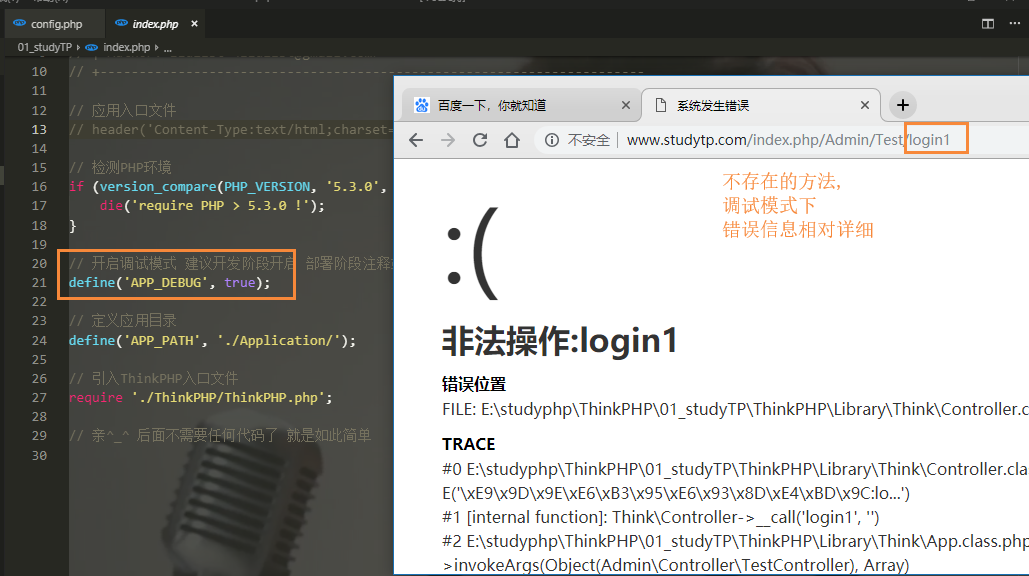 config.php
index.php
01_studyTP
index.php
...
10 // +----------------------------------------------------------------------
11
12 // 应用入口文件
13 // header('Content-Type:text/html;charset=
14
15 // 检测PHP环境
16 if (version_compare(PHP_VERSION, '5.3.0',
17 die('require PHP > 5.3.0 !');
18 }
19
20 // 开启调试模式 建议开发阶段开启 部署阶段注释
21 define('APP_DEBUG', true);
22
23 // 定义应用目录
24 define('APP_PATH', './Application/');
25
26 // 引入ThinkPHP入口文件
27 require './ThinkPHP/ThinkPHP.php';
28
29 // 亲^_^ 后面不需要任何代码了 就是如此简单
30
百度一下，你就知道
系统发生错误
不安全
www.studytp.com/index.php/Admin/Test/login1
不存在的方法,
调试模式下
错误信息相对详细
:(
非法操作:login1
错误位置
FILE: E:\studyphp\ThinkPHP\01_studyTP\ThinkPHP\Library\Think\Controller.c
TRACE
#0 E:\studyphp\ThinkPHP\01_studyTP\ThinkPHP\Library\Think\Controller.clas
E('\xE9\x9D\x9E\xE6\xB3\x95\xE6\x93\x8D\xE4\xBD\x9C:lo...')
#1 [internal function]: Think\Controller->__call('login1', '')
#2 E:\studyphp\ThinkPHP\01_studyTP\ThinkPHP\Library\Think\App.class.php
>invokeArgs(Object(Admin\Controller\TestController), Array)